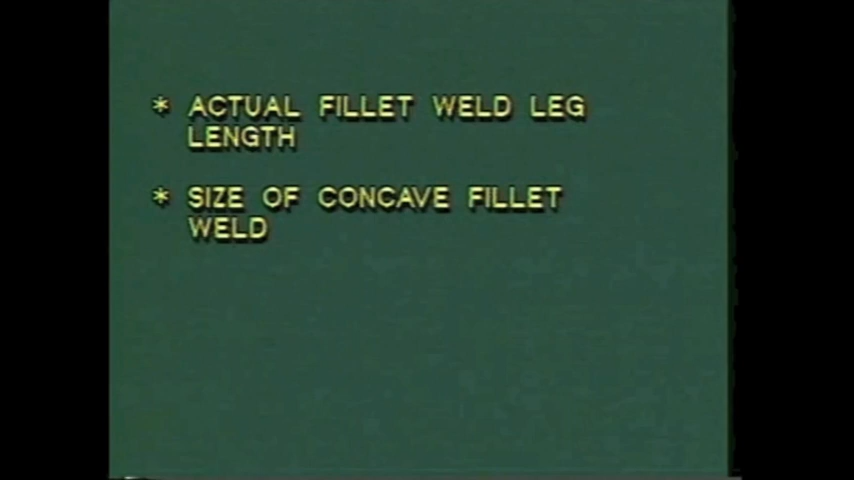 * ACTUAL FILLET WELD LEG
LENGTH
* SIZE OF CONCAVE FILLET
WELD